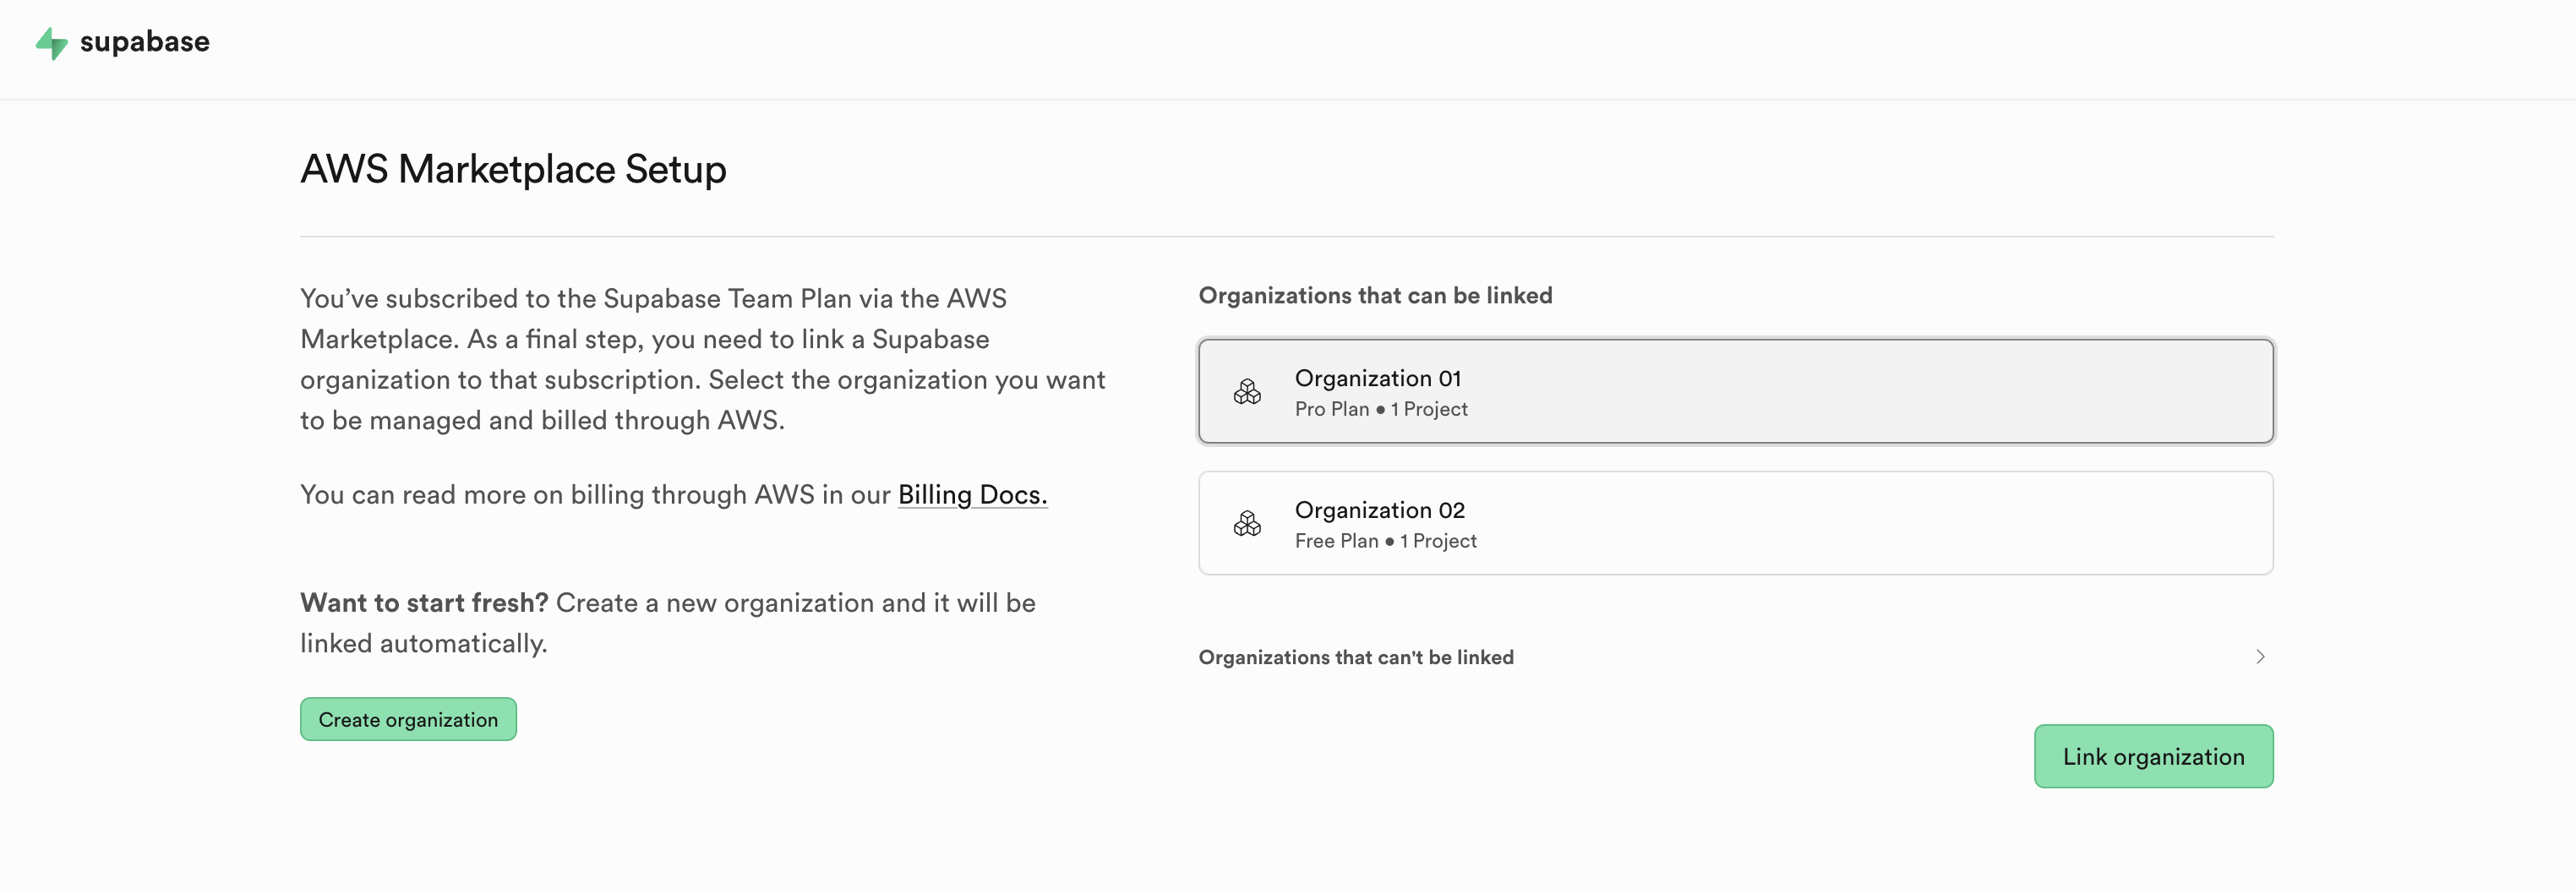 supabase
AWS Marketplace Setup
You’ve subscribed to the Supabase Team Plan via the AWS
Marketplace. As a final step, you need to link a Supabase
organization to that subscription. Select the organization you want
to be managed and billed through AWS.
You can read more on billing through AWS in our Billing Docs.
Want to start fresh? Create a new organization and it will be
linked automatically.
Create organization
Organizations that can be linked
Organization 01
Pro Plan • 1 Project
Organization 02
Free Plan • 1 Project
Organizations that can't be linked
Link organization